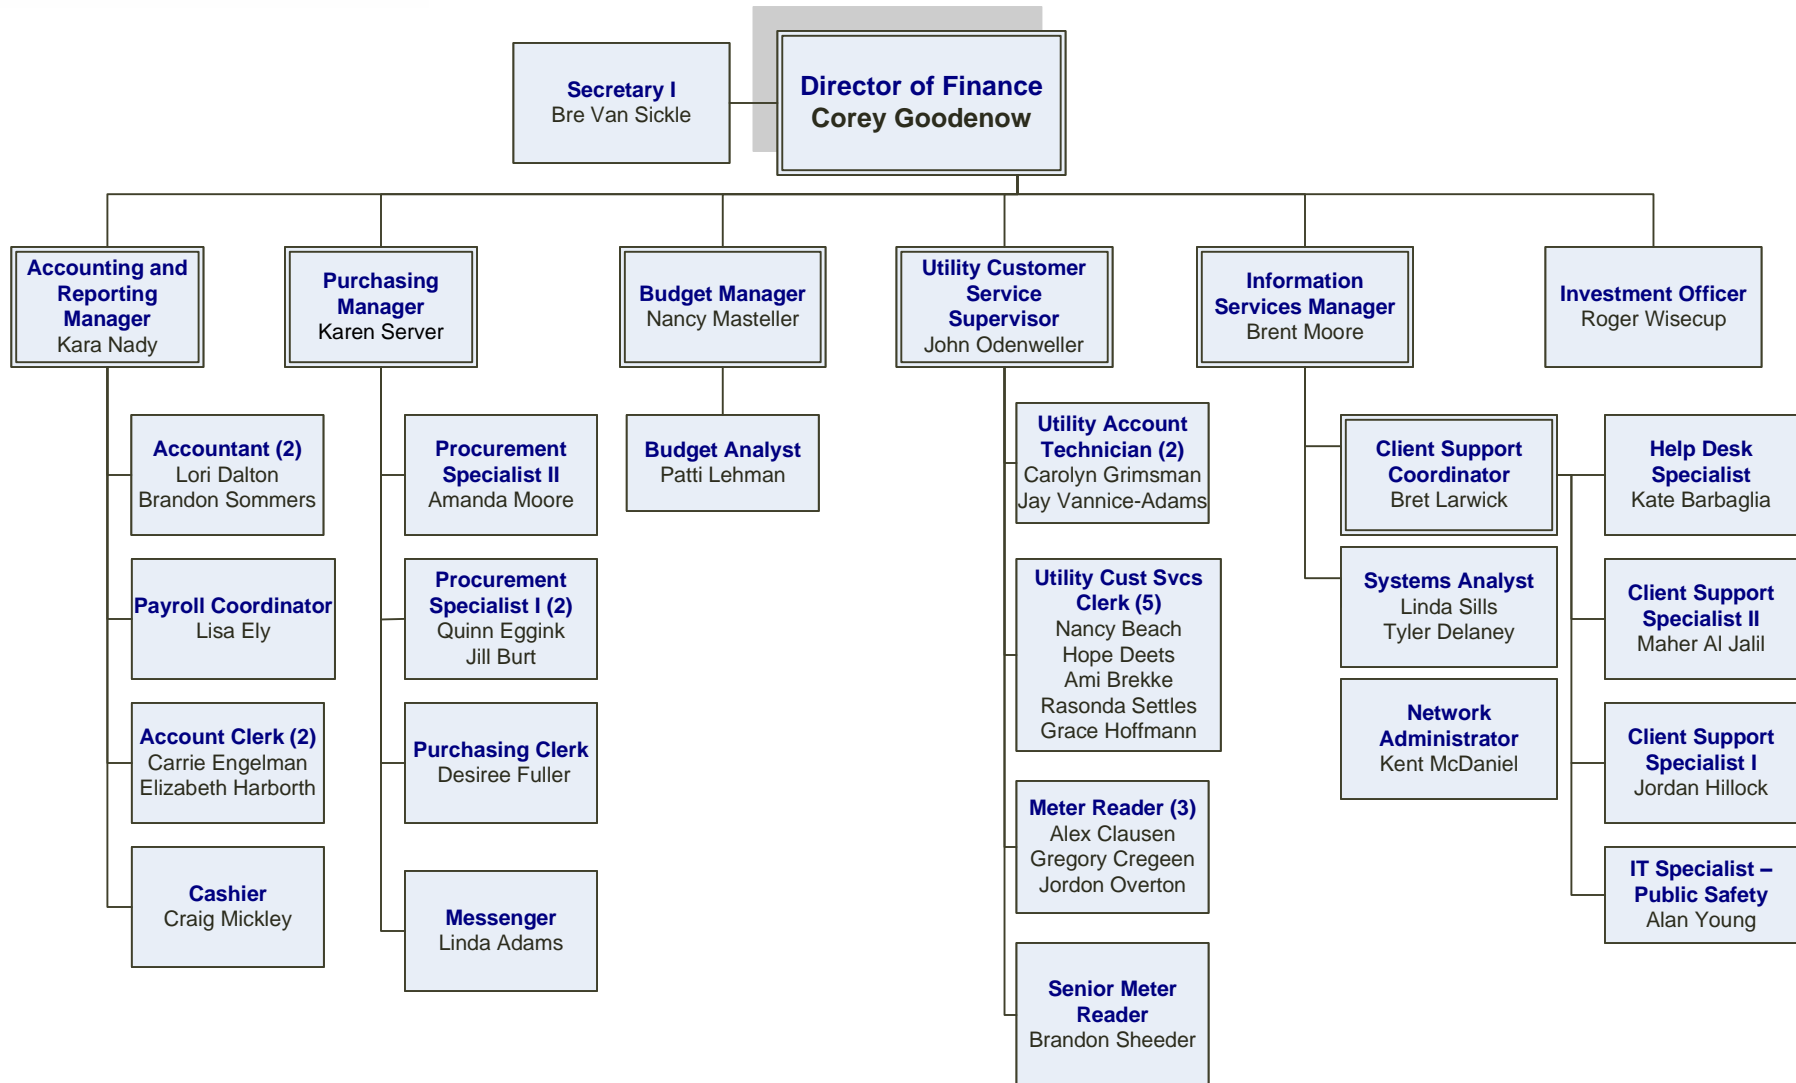 Secretary I
Bre Van Sickle
Director of Finance
Corey Goodenow
Accounting and
Reporting
Manager
Kara Nady
Purchasing
Manager
Karen Server
Budget Manager
Nancy Masteller
Utility Customer
Service
Supervisor
John Odenweller
Information
Services Manager
Brent Moore
Investment Officer
Roger Wisecup
Accountant (2)
Lori Dalton
Brandon Sommers
Payroll Coordinator
Lisa Ely
Account Clerk (2)
Carrie Engelman
Elizabeth Harborth
Cashier
Craig Mickley
Procurement
Specialist II
Amanda Moore
Procurement
Specialist I (2)
Quinn Eggink
Jill Burt
Purchasing Clerk
Desiree Fuller
Messenger
Linda Adams
Budget Analyst
Patti Lehman
Utility Account
Technician (2)
Carolyn Grimsman
Jay Vannice-Adams
Utility Cust Svcs
Clerk (5)
Nancy Beach
Hope Deets
Ami Brekke
Rasonda Settles
Grace Hoffmann
Meter Reader (3)
Alex Clausen
Gregory Cregeen
Jordon Overton
Senior Meter
Reader
Brandon Sheeder
Client Support
Coordinator
Bret Larwick
Systems Analyst
Linda Sills
Tyler Delaney
Network
Administrator
Kent McDaniel
Help Desk
Specialist
Kate Barbaglia
Client Support
Specialist II
Maher Al Jalil
Client Support
Specialist I
Jordan Hillock
IT Specialist –
Public Safety
Alan Young